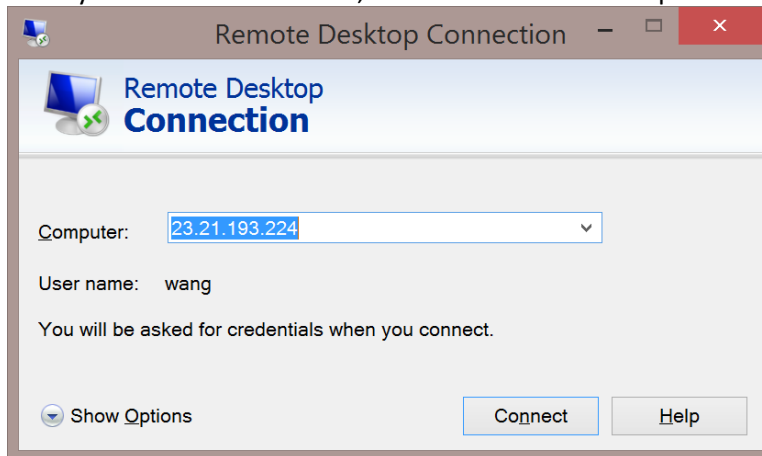 Remote Desktop Connection
Remote Desktop
Connection
Computer: 23.21.193.224
User name: wang
You will be asked for credentials when you connect.
Show Options Connect Help